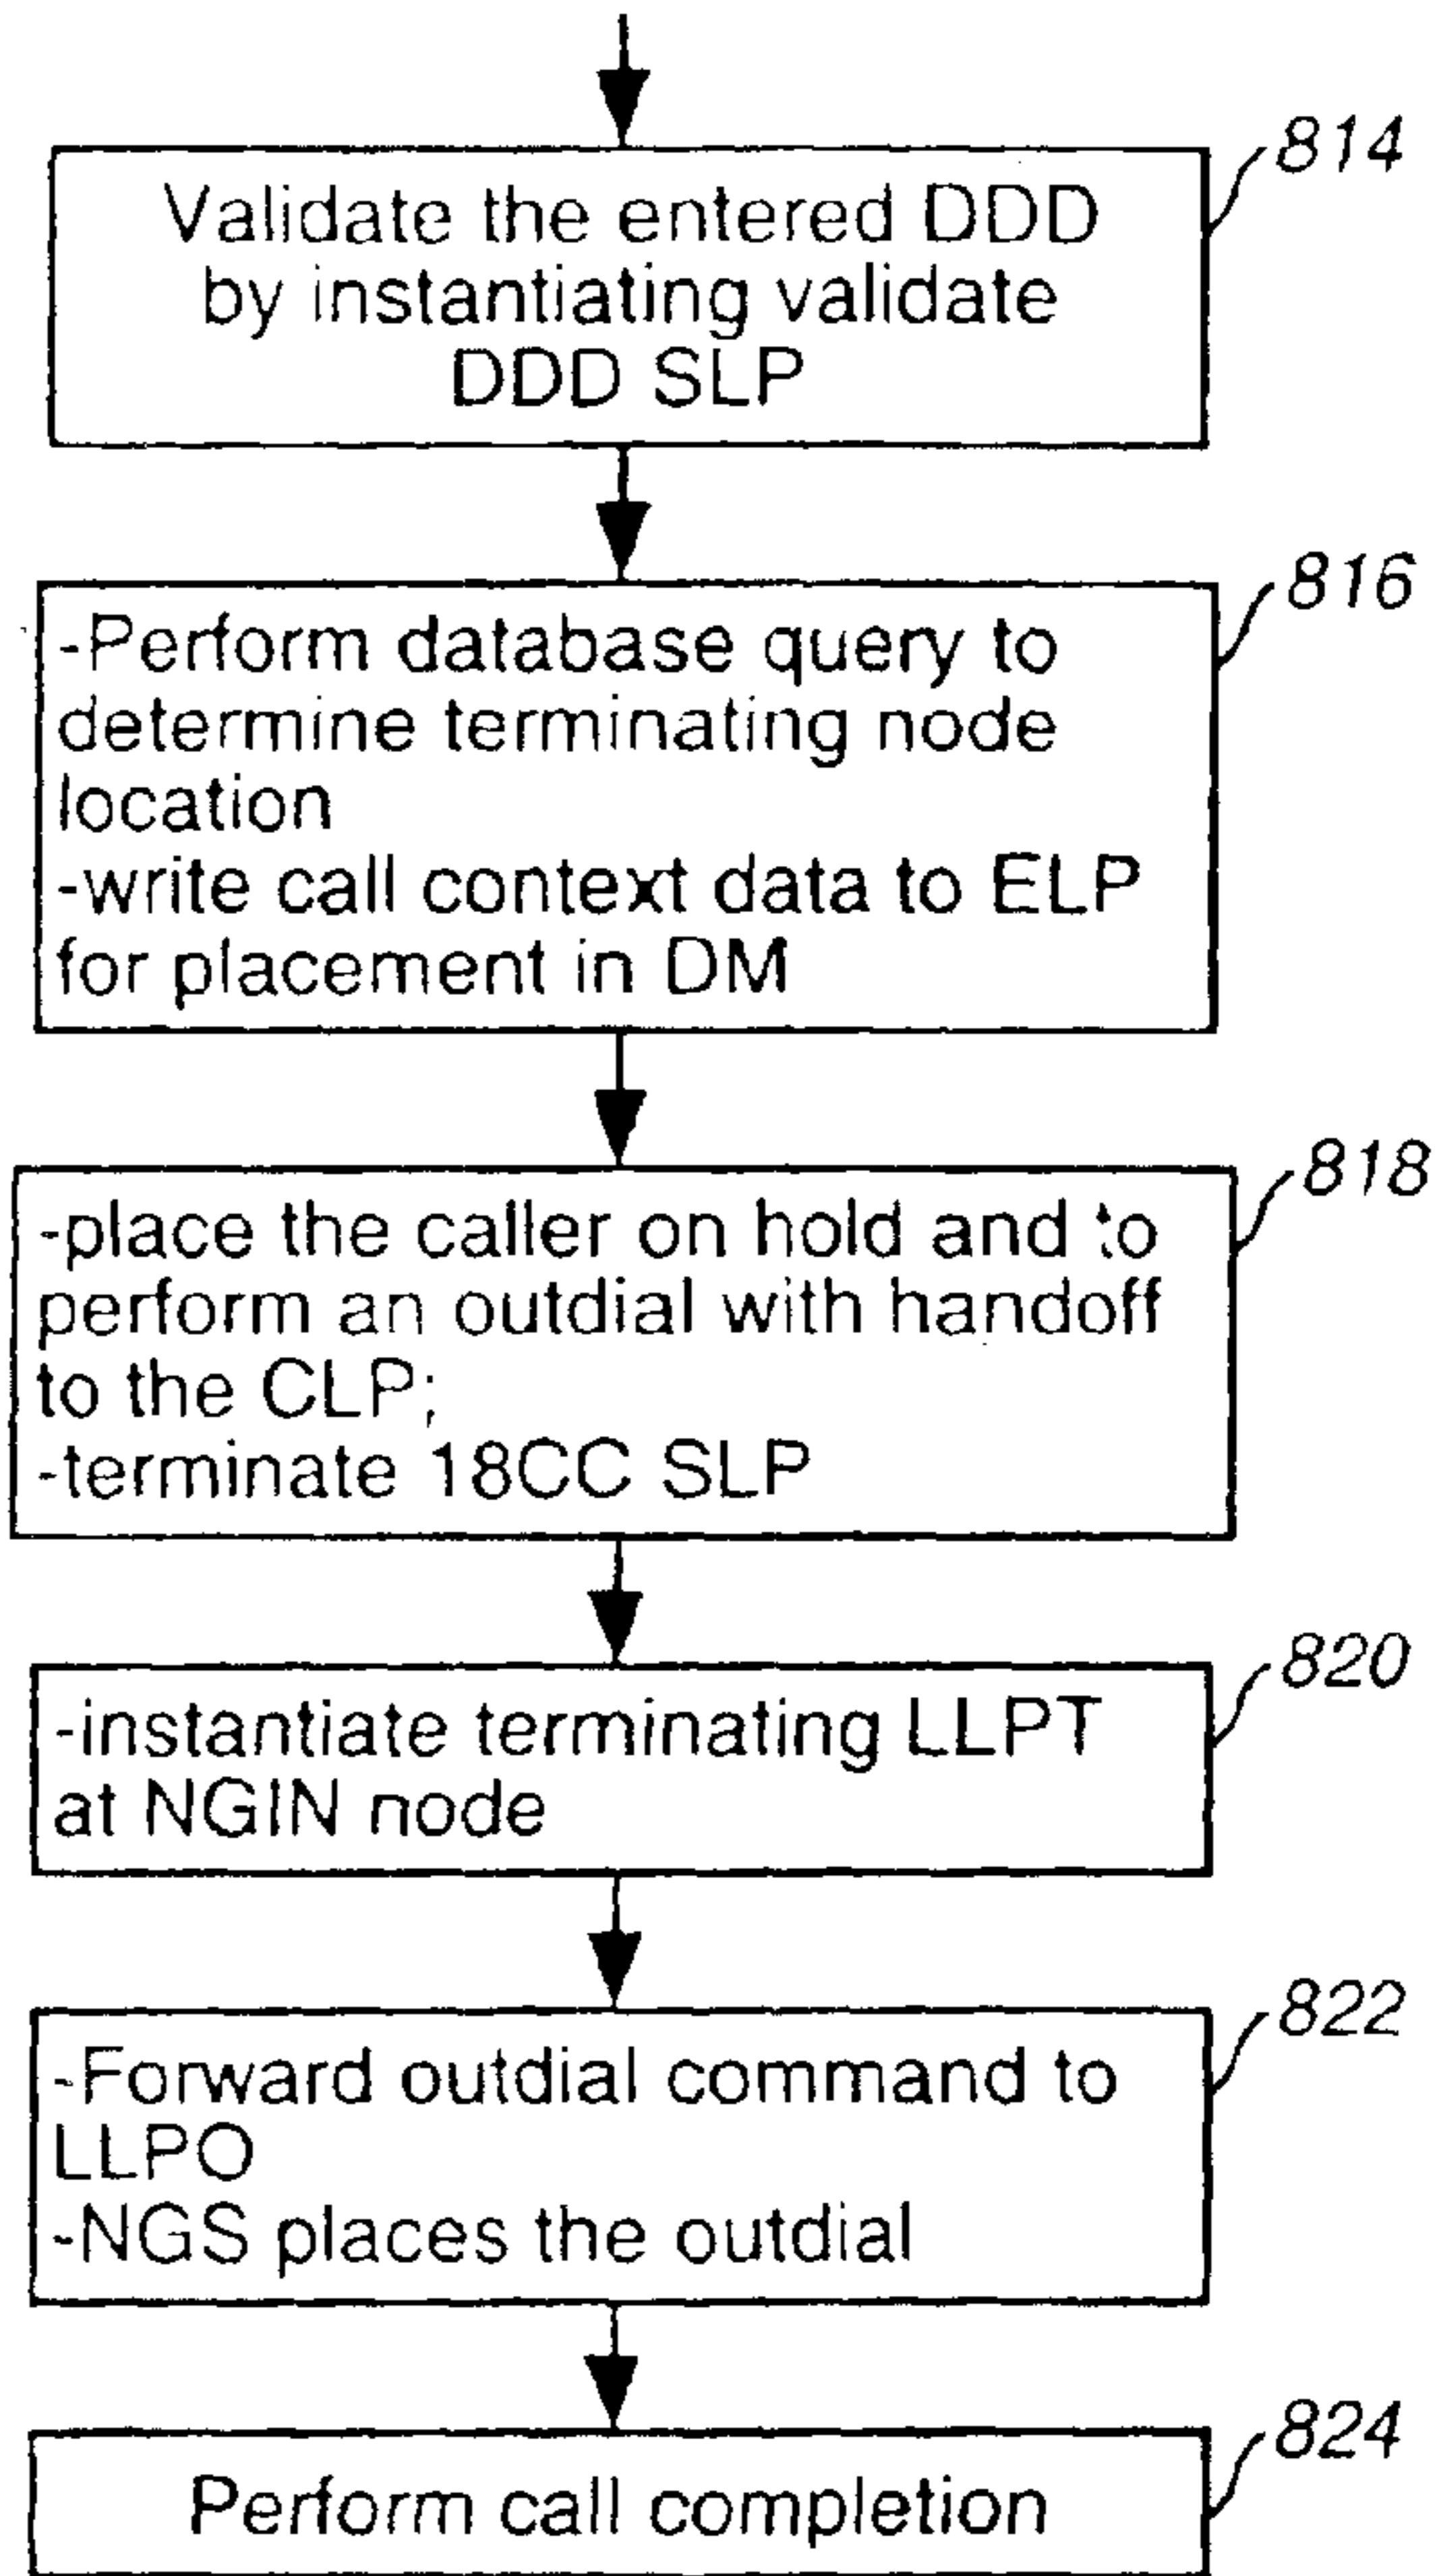 814
Validate the entered DDD
by instantiating validate
DDD SLP
816
-Perform database query to
determine terminating node
location
-write call context data to ELP
for placement in DM
818
-place the caller on hold and to
perform an outdial with handoff
to the CLP;
-terminate 18CC SLP
820
-instantiate terminating LLPT
at NGIN node
822
-Forward outdial command to
LLPO
-NGS places the outdial
824
Perform call completion